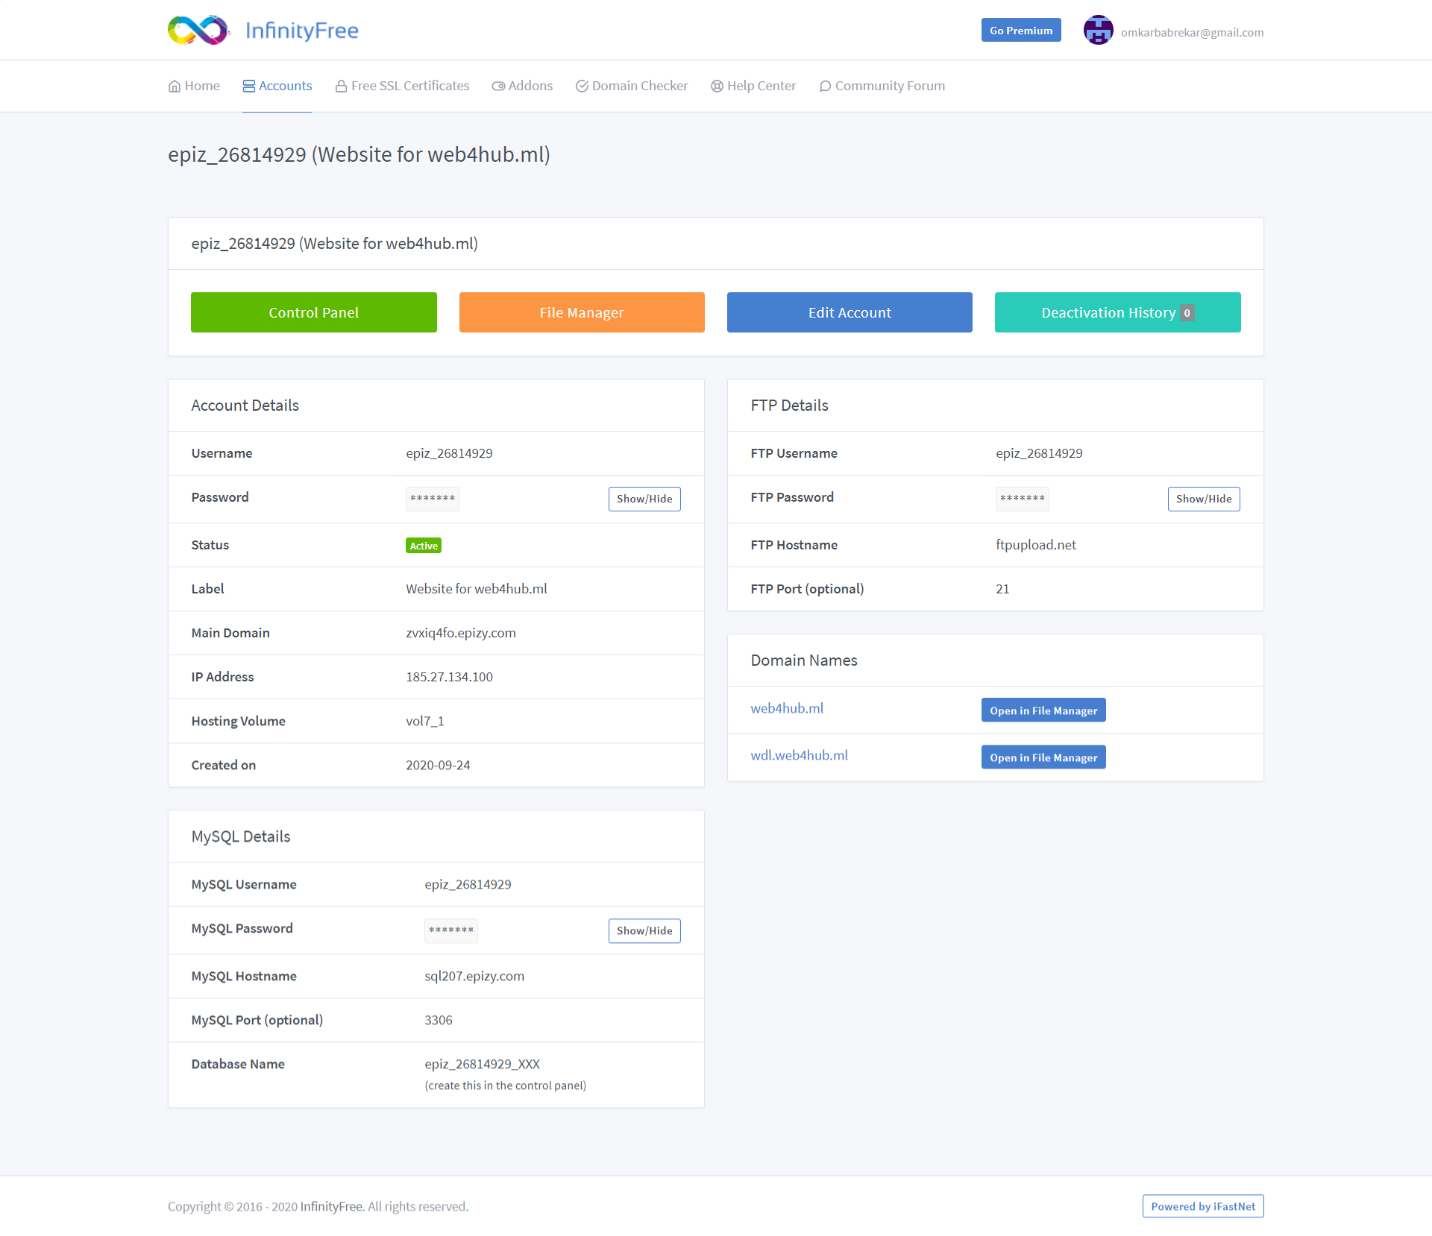 InfinityFree
Go Premium
omkarbabrekar@gmail.com
Home
Accounts
Free SSL Certificates
Addons
Domain Checker
Help Center
Community Forum
epiz_26814929 (Website for web4hub.ml)
epiz_26814929 (Website for web4hub.ml)
Control Panel
File Manager
Edit Account
Deactivation History 0
Account Details
Username epiz_26814929
Password ******* Show/Hide
Status Active
Label Website for web4hub.ml
Main Domain zvxiq4fo.epizy.com
IP Address 185.27.134.100
Hosting Volume vol7_1
Created on 2020-09-24
FTP Details
FTP Username epiz_26814929
FTP Password ******* Show/Hide
FTP Hostname ftpupload.net
FTP Port (optional) 21
Domain Names
web4hub.ml Open in File Manager
wdl.web4hub.ml Open in File Manager
MySQL Details
MySQL Username epiz_26814929
MySQL Password ******* Show/Hide
MySQL Hostname sql207.epizy.com
MySQL Port (optional) 3306
Database Name epiz_26814929_XXX
(create this in the control panel)
Copyright © 2016 - 2020 InfinityFree. All rights reserved.
Powered by iFastNet